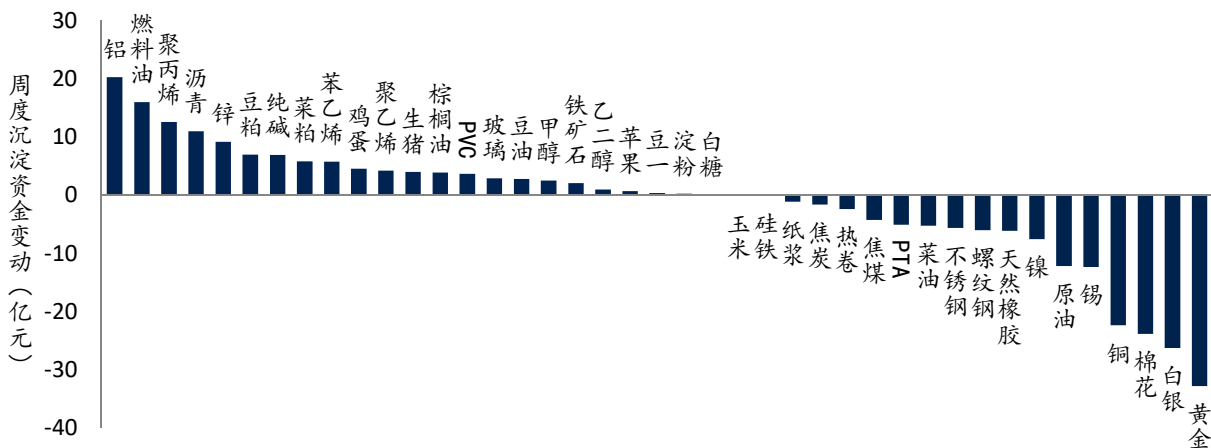 周度沉淀资金变动（亿元）
30
20
10
0
-10
-20
-30
-40
铝
燃料油
聚丙烯
沥青
锌
豆粕
纯碱
菜粕
苯乙烯
鸡蛋
聚乙烯
生猪
棕榈油
PVC
玻璃
豆油
甲醇
铁矿石
乙二醇
苹果
豆一
淀粉
白糖
玉米
硅铁
纸浆
焦炭
热卷
焦煤
PTA
菜油
不锈钢
螺纹钢
天然橡胶
镍
原油
锡
铜
棉花
白银
黄金